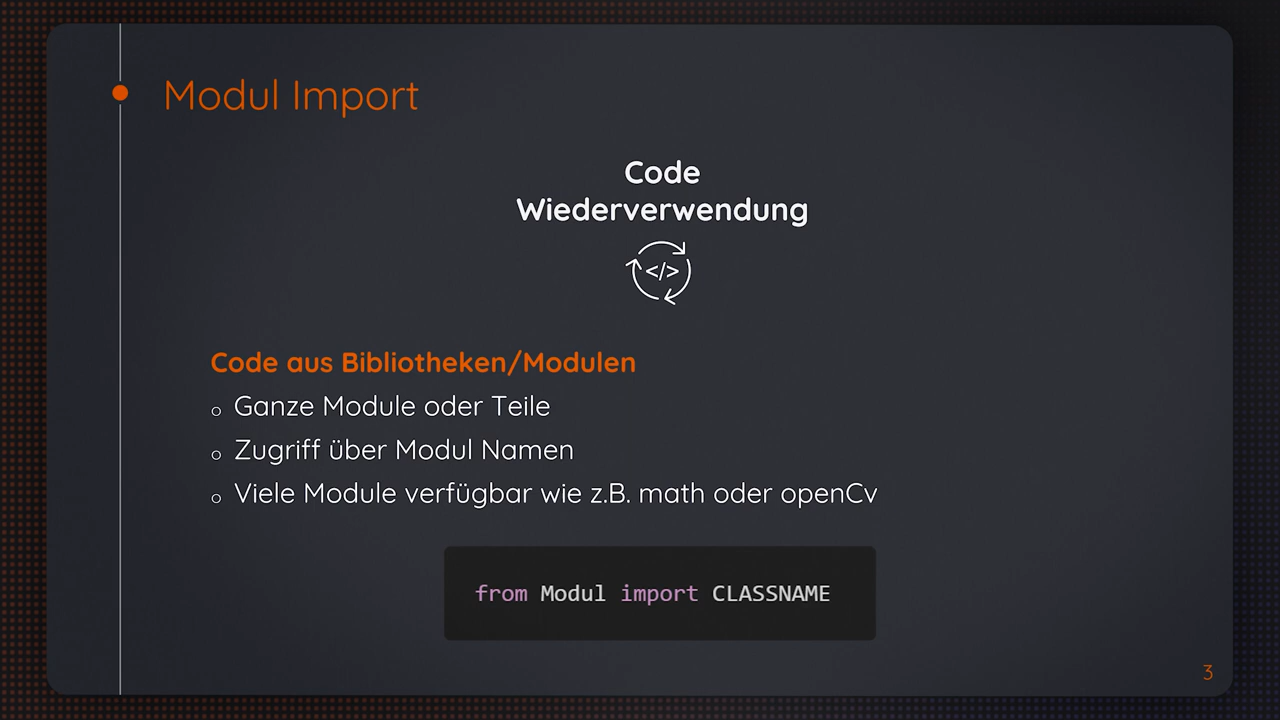 Modul Import
Code
Wiederverwendung
</>
Code aus Bibliotheken/Modulen
o Ganze Module oder Teile
o Zugriff über Modul Namen
o Viele Module verfügbar wie z.B. math oder openCv
from Modul import CLASSNAME
3